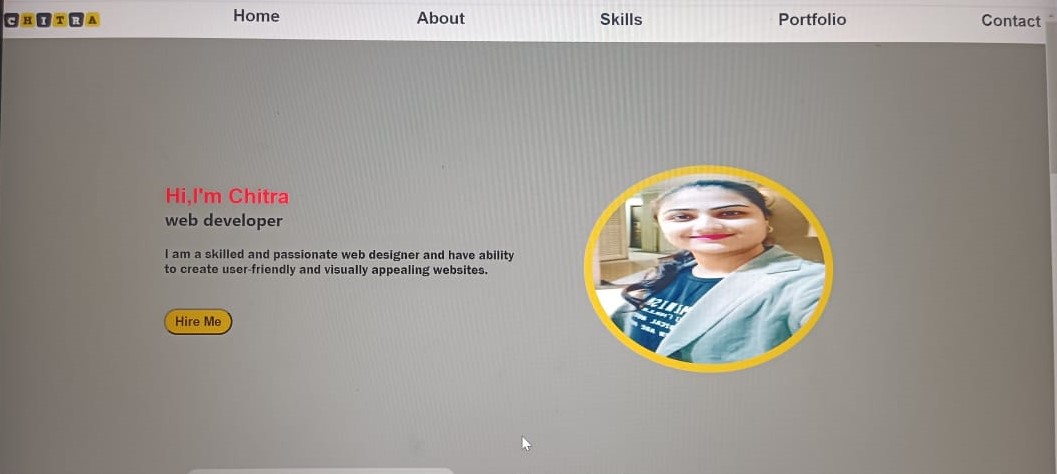 CHITRA
Home
About
Skills
Portfolio
Contact
Hi,I'm Chitra
web developer
I am a skilled and passionate web designer and have ability
to create user-friendly and visually appealing websites.
Hire Me